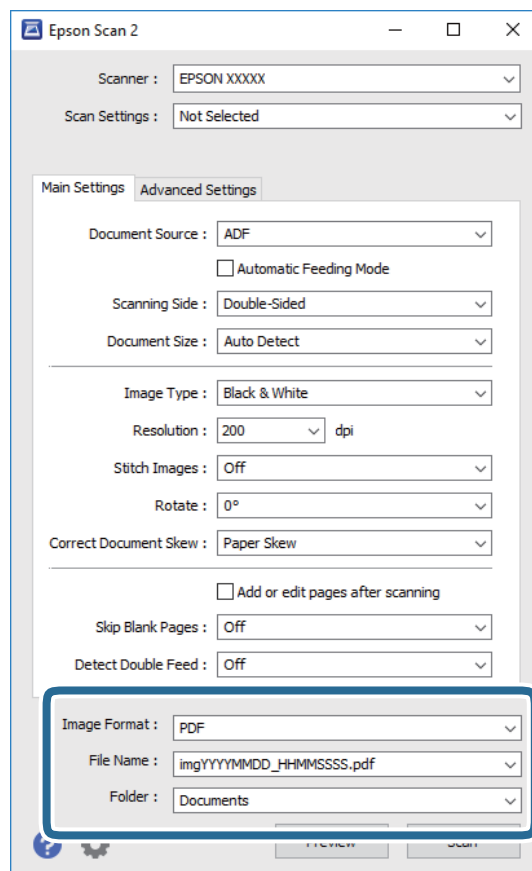 Epson Scan 2
Scanner : EPSON XXXXX
Scan Settings : Not Selected
Main Settings Advanced Settings
Document Source : ADF
Automatic Feeding Mode
Scanning Side : Double-Sided
Document Size : Auto Detect
Image Type : Black & White
Resolution : 200 dpi
Stitch Images : Off
Rotate : 0°
Correct Document Skew : Paper Skew
Add or edit pages after scanning
Skip Blank Pages : Off
Detect Double Feed : Off
Image Format : PDF
File Name : imgYYYYMMDD_HHMMSSSS.pdf
Folder : Documents
? Preview Scan